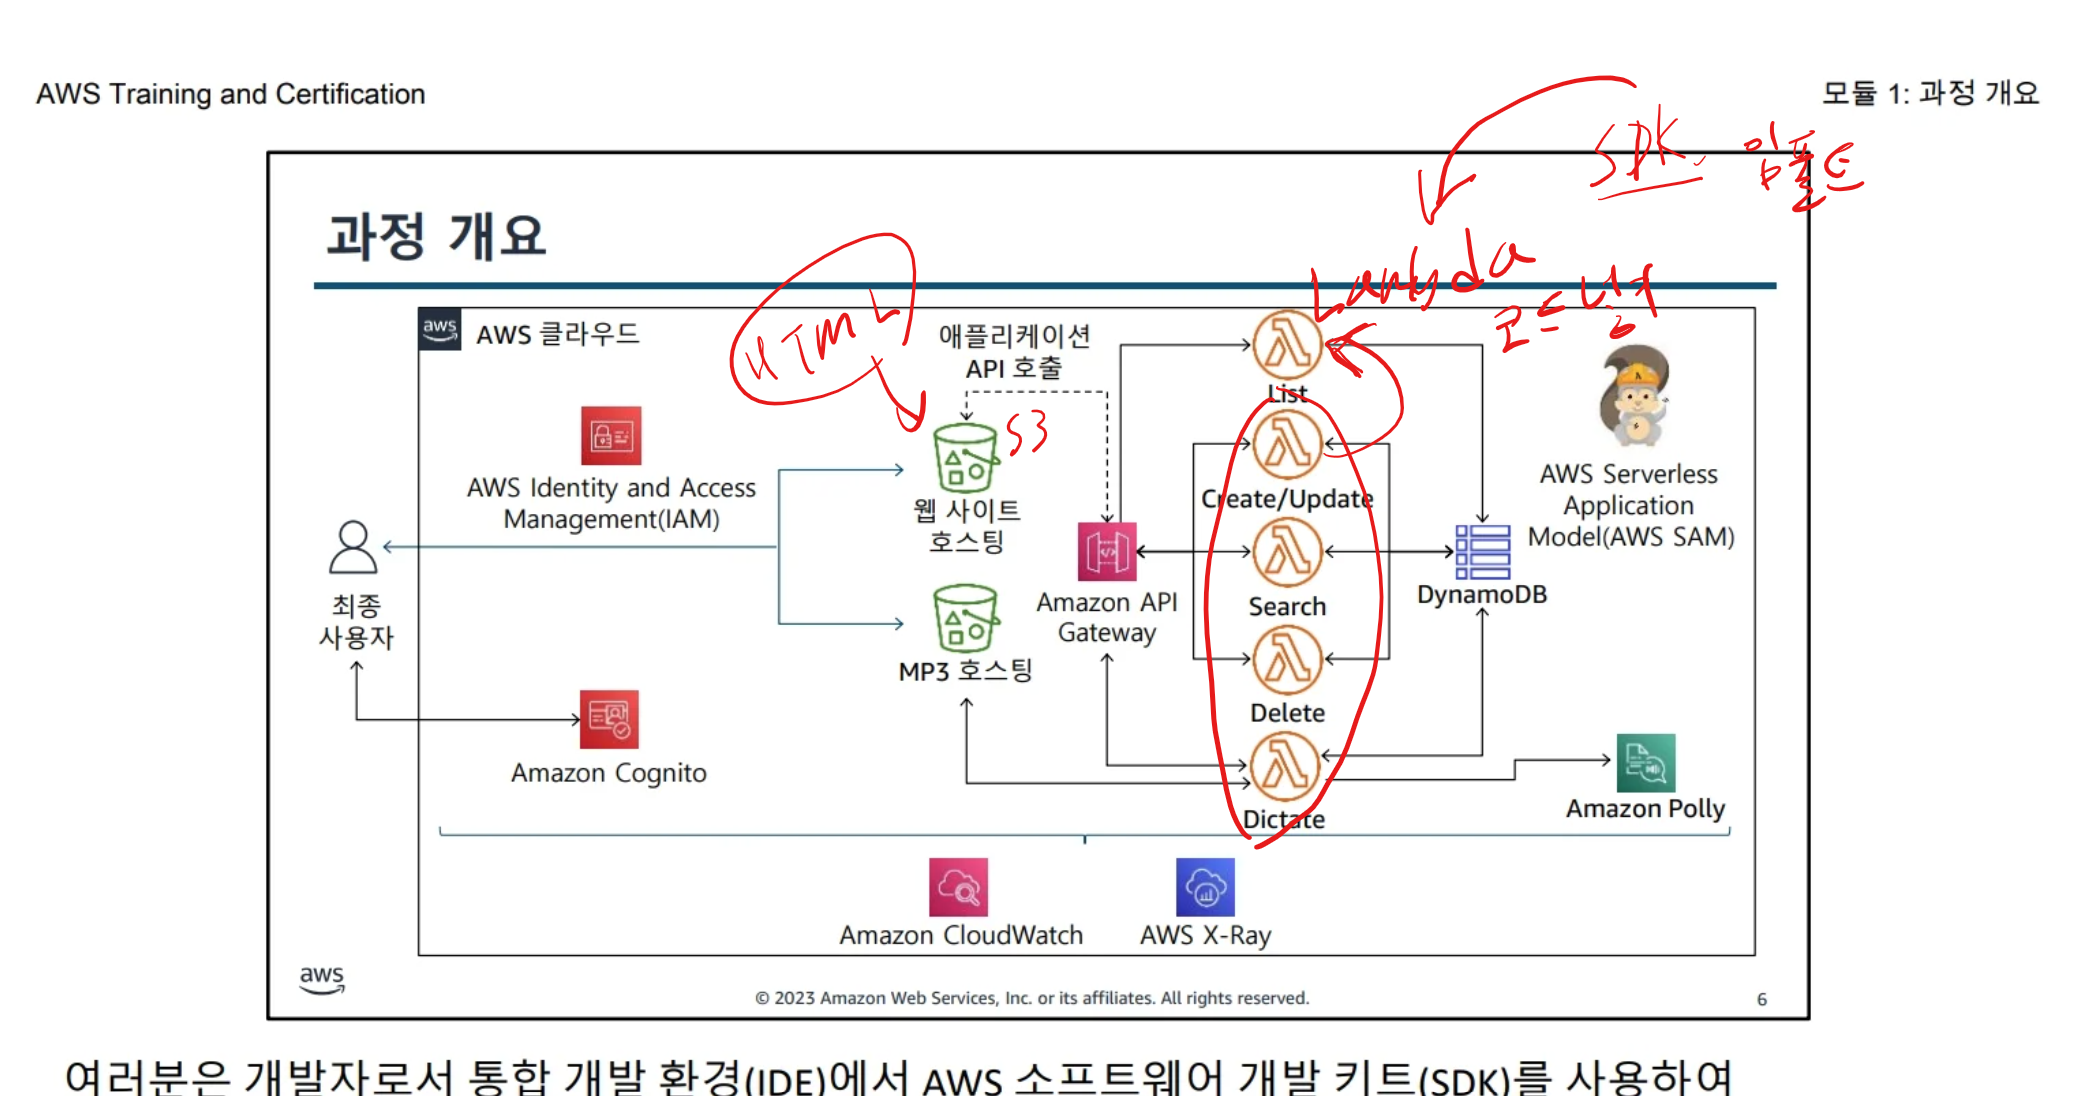 AWS Training and Certification
모듈 1: 과정 개요
SDK 임폴트
과정 개요
Lambda
코드 넣기
HTML
aws
AWS 클라우드
애플리케이션
API 호출
List
S3
AWS Identity and Access
Management(IAM)
웹 사이트
호스팅
Create/Update
AWS Serverless
Application
Model(AWS SAM)
최종
사용자
Amazon API
Gateway
Search
DynamoDB
MP3 호스팅
Delete
Amazon Cognito
Dictate
Amazon Polly
Amazon CloudWatch
AWS X-Ray
aws
© 2023 Amazon Web Services, Inc. or its affiliates. All rights reserved.
6
여러분은 개발자로서 통합 개발 환경(IDE)에서 AWS 소프트웨어 개발 키트(SDK)를 사용하여